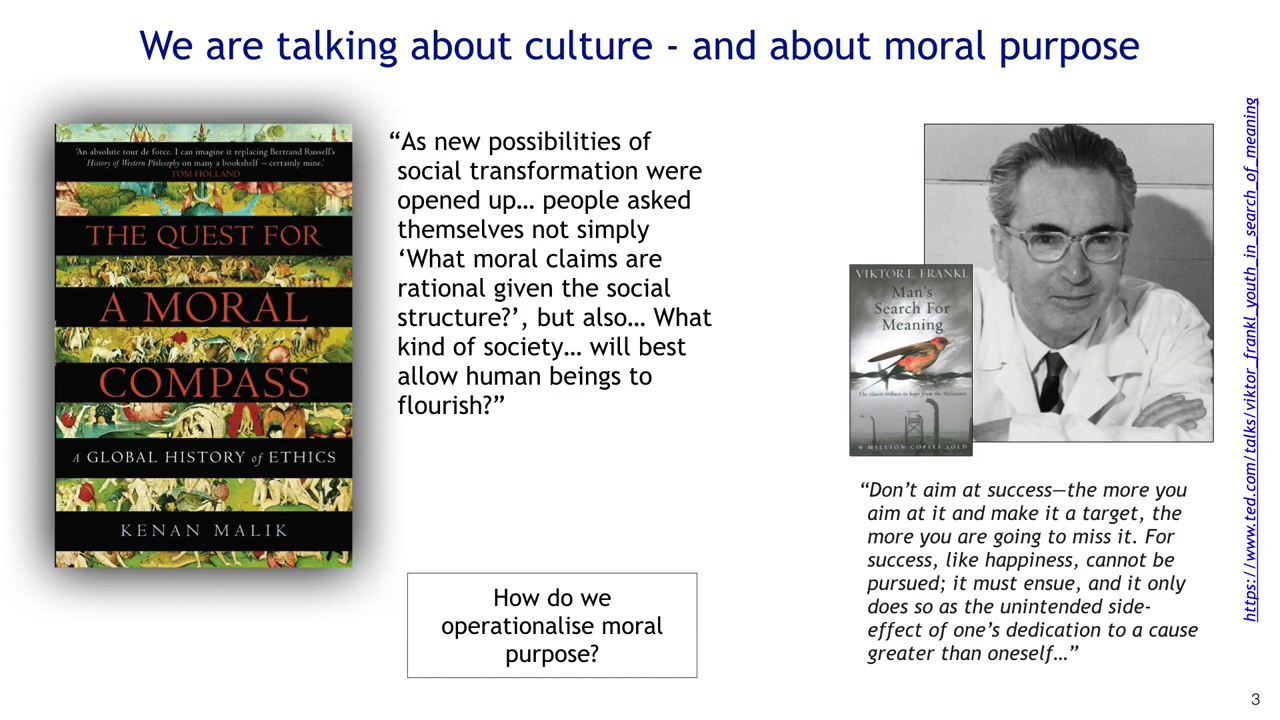 We are talking about culture - and about moral purpose
‘An absolute tour de force. I can imagine it replacing Bertrand Russell’s
History of Western Philosophy on many a bookshelf – certainly mine.’
TOM HOLLAND
THE QUEST FOR
A MORAL
COMPASS
A GLOBAL HISTORY of ETHICS
KENAN MALIK
“As new possibilities of
social transformation were
opened up… people asked
themselves not simply
‘What moral claims are
rational given the social
structure?’, but also… What
kind of society… will best
allow human beings to
flourish?”
How do we
operationalise moral
purpose?
VIKTOR E. FRANKL
Man's
Search For
Meaning
The classic tribute to hope from the Holocaust
9 MILLION COPIES SOLD
“Don’t aim at success—the more you
aim at it and make it a target, the
more you are going to miss it. For
success, like happiness, cannot be
pursued; it must ensue, and it only
does so as the unintended side-
effect of one’s dedication to a cause
greater than oneself…”
https://www.ted.com/talks/viktor_frankl_youth_in_search_of_meaning
3